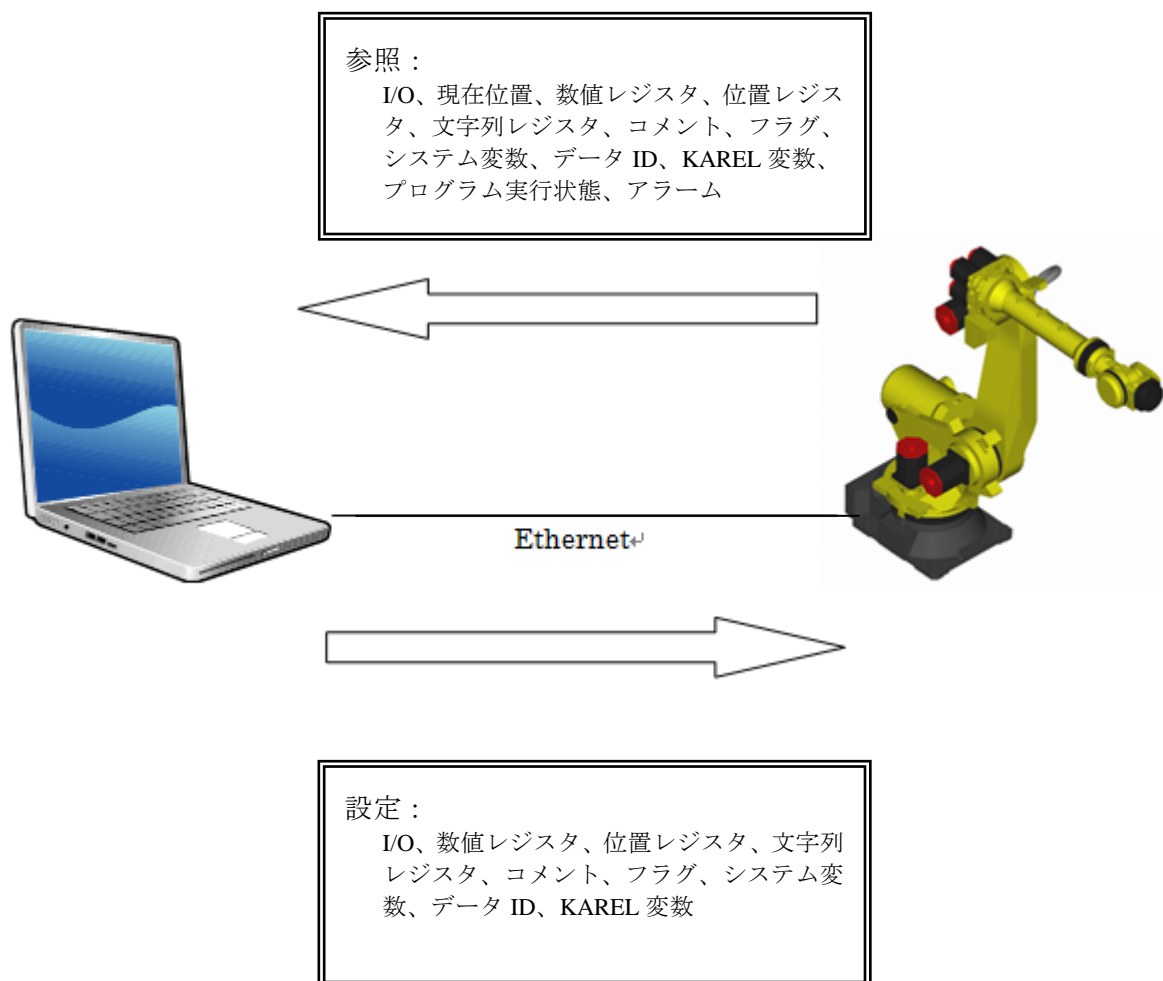 参照：
I/O、現在位置、数値レジスタ、位置レジス
タ、文字列レジスタ、コメント、フラグ、
システム変数、データ ID、KAREL 変数、
プログラム実行状態、アラーム
Ethernet↵
設定：
I/O、数値レジスタ、位置レジスタ、文字列
レジスタ、コメント、フラグ、システム変
数、データ ID、KAREL 変数